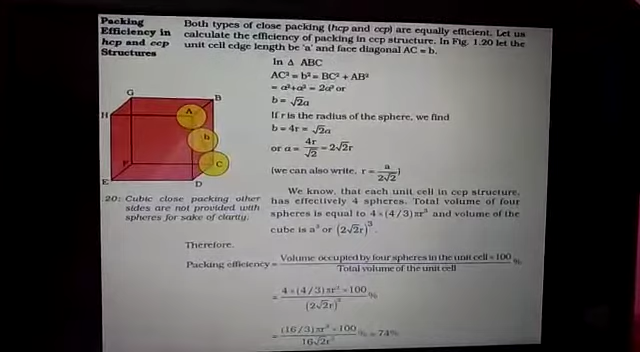 Packing
Efficiency in
hcp and ccp
Structures
Both types of close packing (hcp and ccp) are equally efficient. Let us
calculate the efficiency of packing in ccp structure. In Fig. 1.20 let the
unit cell edge length be 'a' and face diagonal AC = b.
In Δ ABC
AC² = b² = BC² + AB²
= a²+a² = 2a² or
b = √2a
If r is the radius of the sphere, we find
b = 4r = √2a
or a = 4r/√2 = 2√2r
(we can also write, r = a/2√2)
G
B
H
A
b
F
C
E
D
.20: Cubic close packing other
sides are not provided with
spheres for sake of clarity.
We know, that each unit cell in ccp structure,
has effectively 4 spheres. Total volume of four
spheres is equal to 4×(4/3)πr³ and volume of the
cube is a³ or (2√2r)³.
Therefore,
Packing efficiency = Volume occupied by four spheres in the unit cell × 100 / Total volume of the unit cell %
= 4×(4/3)πr³×100 / (2√2r)³ %
= (16/3)πr³×100 / 16√2r³ % = 74%